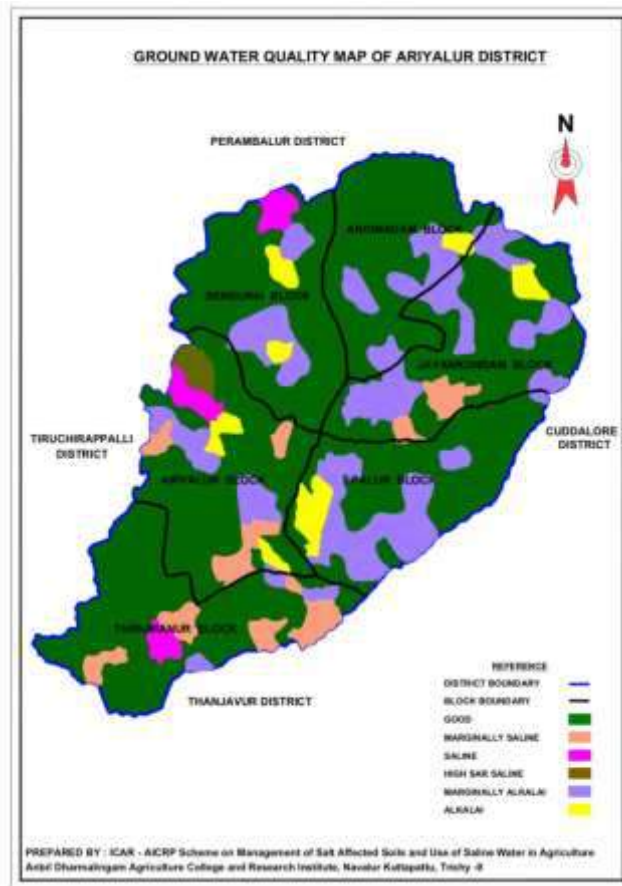 GROUND WATER QUALITY MAP OF ARIYALUR DISTRICT
PERAMBALUR DISTRICT
N
ANDIMADAM BLOCK
SENDURAI BLOCK
JAYAMONDAM BLOCK
CUDDALORE
DISTRICT
TIRUCHIRAPPALLI
DISTRICT
ARIYALUR BLOCK
BLOCK
BLOCK
THANJAVUR DISTRICT
REFERENCE
DISTRICT BOUNDARY
BLOCK BOUNDARY
GOOD
MARGINALLY SALINE
SALINE
HIGH SAR SALINE
MARGINALLY ALKALAI
ALKALAI
PREPARED BY : ICAR - AICRP Scheme on Management of Salt Affected Soils and Use of Saline Water in Agriculture
Anbil Dharmalingam Agriculture College and Research Institute, Navalur Kuttapattu, Trichy -9